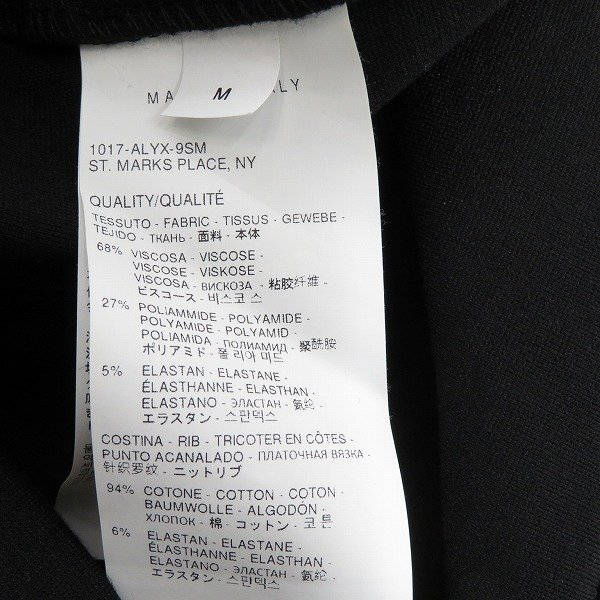 M
MA LY
1017-ALYX-9SM
ST. MARKS PLACE, NY
QUALITY/QUALITÉ
TESSUTO - FABRIC - TISSUS - GEWEBE -
TEJIDO - ТКАНЬ - 面料 - 本体
68% VISCOSA - VISCOSE -
VISCOSE - VISKOSE -
VISCOSA - ВИСКОЗА - 粘胶纤维 -
ビスコース - 비스코 스
27% POLIAMMIDE - POLYAMIDE -
POLYAMIDE - POLYAMID -
POLIAMIDA - ПОЛИАМИД - 聚酰胺
ポリアミド - 폴 리아 미드
5% ELASTAN - ELASTANE -
ÉLASTHANNE - ELASTHAN -
ELASTANO - ЭЛАСТАН - 氨纶 -
エラスタン - 스판덱스
COSTINA - RIB - TRICOTER EN CÔTES -
PUNTO ACANALADO - ПЛАТОЧНАЯ ВЯЗКА -
针织罗纹 - ニットリブ
94% COTONE - COTTON - COTON -
BAUMWOLLE - ALGODÓN -
ХЛОПОК - 棉 - コットン - 코 튼
6% ELASTAN - ELASTANE -
ÉLASTHANNE - ELASTHAN -
ELASTANO - ЭЛАСТАН - 氨纶 -
エラスタン - 스판덱스